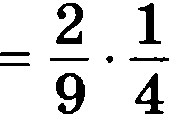 = 2/9 · 1/4